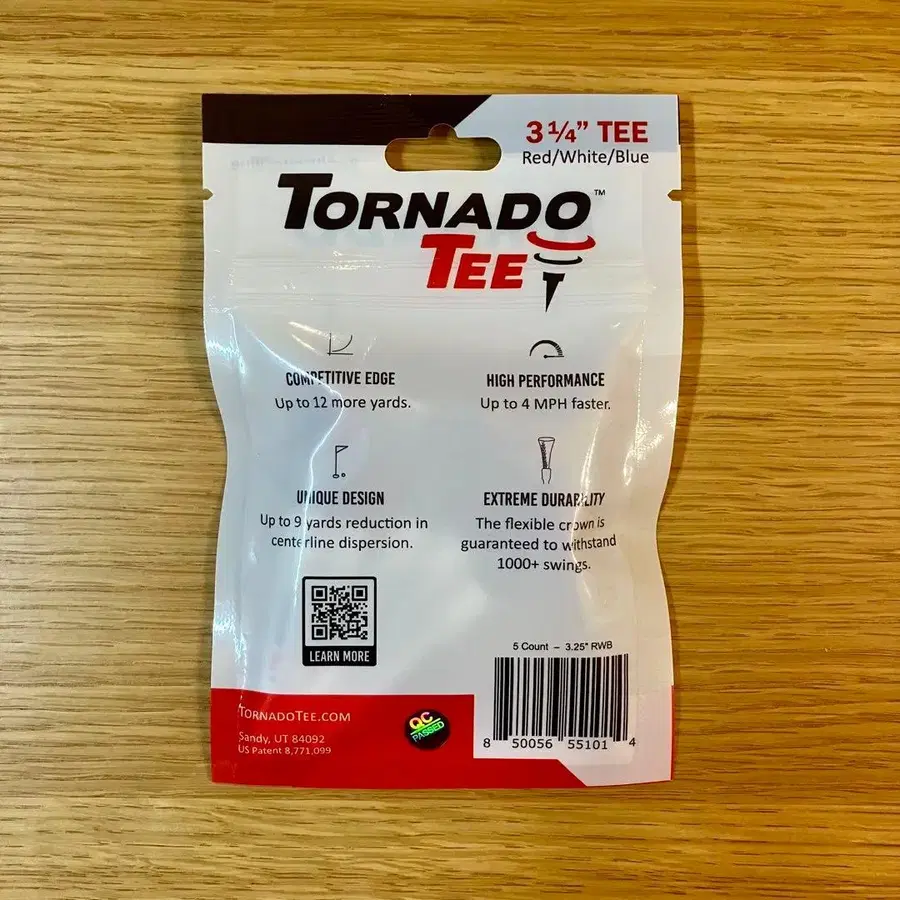 3 ¼” TEE
Red/White/Blue
TORNADO™
TEE
COMPETITIVE EDGE
Up to 12 more yards.
HIGH PERFORMANCE
Up to 4 MPH faster.
UNIQUE DESIGN
Up to 9 yards reduction in
centerline dispersion.
EXTREME DURABILITY
The flexible crown is
guaranteed to withstand
1000+ swings.
LEARN MORE
5 Count – 3.25" RWB
8 50056 55101 4
TORNADOTEE.COM
Sandy, UT 84092
US Patent 8,771,099
QC
PASSED